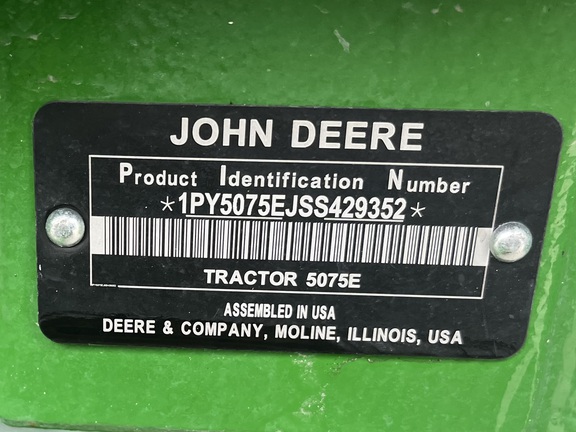 JOHN DEERE
Product Identification Number
*1PY5075EJSS429352*
TRACTOR 5075E
ASSEMBLED IN USA
DEERE & COMPANY, MOLINE, ILLINOIS, USA